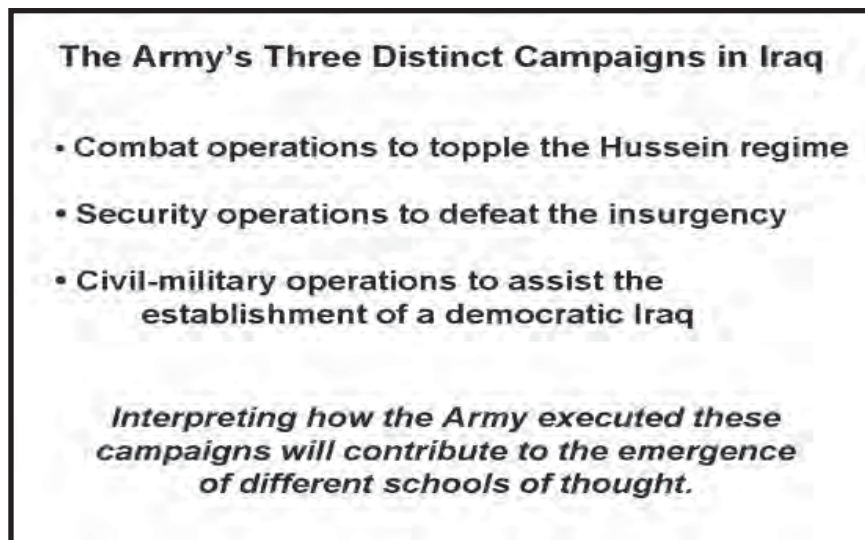 The Army's Three Distinct Campaigns in Iraq
• Combat operations to topple the Hussein regime
• Security operations to defeat the insurgency
• Civil-military operations to assist the
establishment of a democratic Iraq
Interpreting how the Army executed these
campaigns will contribute to the emergence
of different schools of thought.